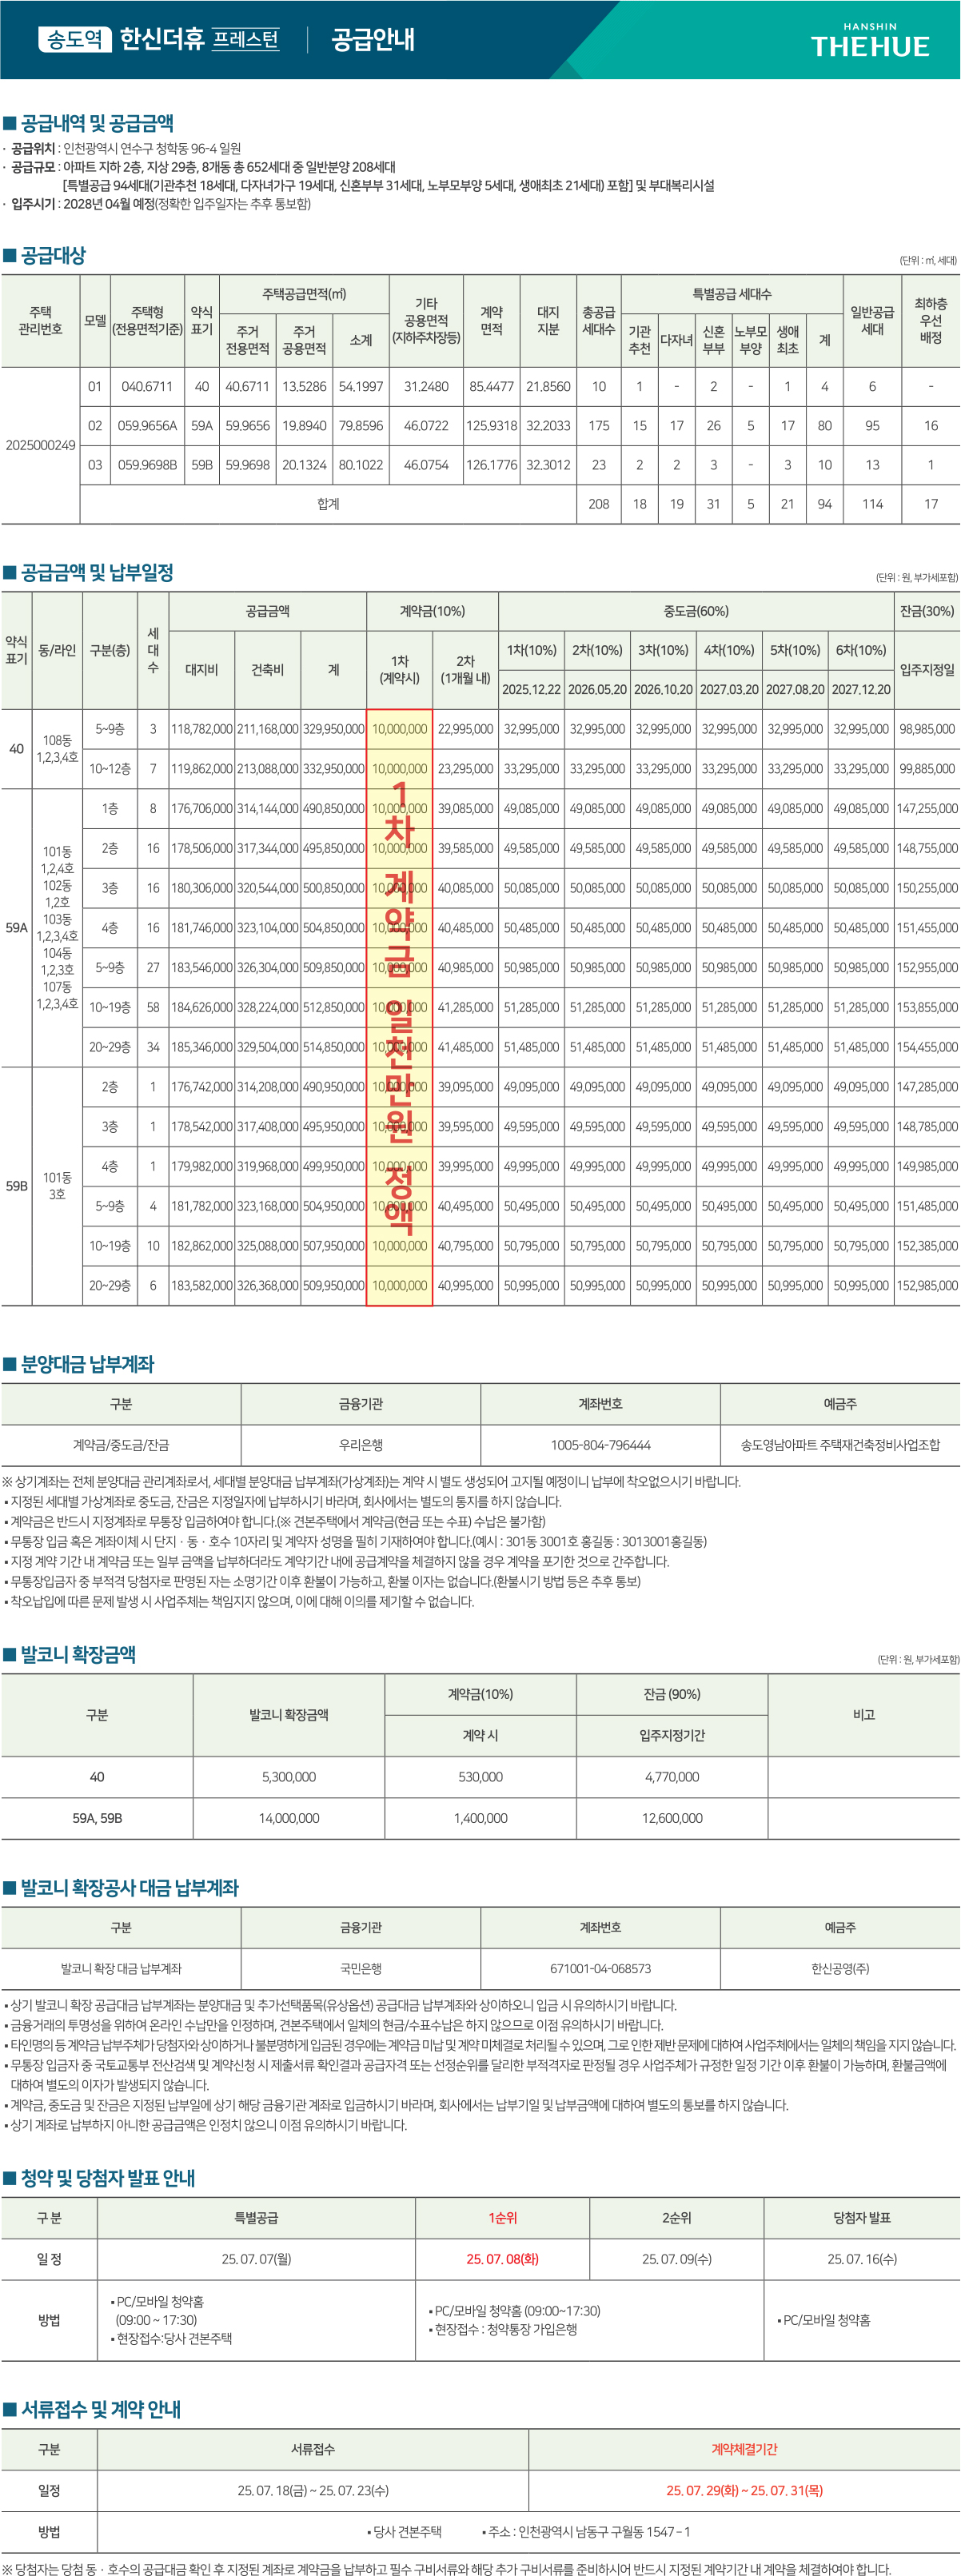 송도역 한신더휴 프레스턴 | 공급안내
HANSHIN
THEHUE
■ 공급내역 및 공급금액
· 공급위치 : 인천광역시 연수구 청학동 96-4 일원
· 공급규모 : 아파트 지하 2층, 지상 29층, 8개동 총 652세대 중 일반분양 208세대
[특별공급 94세대(기관추천 18세대, 다자녀가구 19세대, 신혼부부 31세대, 노부모부양 5세대, 생애최초 21세대) 포함] 및 부대복리시설
· 입주시기 : 2028년 04월 예정(정확한 입주일자는 추후 통보함)
■ 공급대상
(단위 : ㎡, 세대)
주택관리번호 모델 주택형(전용면적기준) 약식표기 주택공급면적(㎡) 기타공용면적(지하주차장등) 계약면적 대지지분 총공급세대수 특별공급 세대수 일반공급세대 최하층우선배정
주거전용면적 주거공용면적 소계 기관추천 다자녀 신혼부부 노부모부양 생애최초 계
2025000249
01 040.6711 40 40.6711 13.5286 54.1997 31.2480 85.4477 21.8560 10 1 - 2 - 1 4 6 -
02 059.9656A 59A 59.9656 19.8940 79.8596 46.0722 125.9318 32.2033 175 15 17 26 5 17 80 95 16
03 059.9698B 59B 59.9698 20.1324 80.1022 46.0754 126.1776 32.3012 23 2 2 3 - 3 10 13 1
합계 208 18 19 31 5 21 94 114 17
■ 공급금액 및 납부일정
(단위 : 원, 부가세포함)
약식표기 동/라인 구분(층) 세대수 공급금액 계약금(10%) 중도금(60%) 잔금(30%)
대지비 건축비 계 1차(계약시) 2차(1개월 내) 1차(10%) 2차(10%) 3차(10%) 4차(10%) 5차(10%) 6차(10%) 입주지정일
2025.12.22 2026.05.20 2026.10.20 2027.03.20 2027.08.20 2027.12.20
1차 계약금 일천만원 정액
40 108동 1,2,3,4호
5~9층 3 118,782,000 211,168,000 329,950,000 10,000,000 22,995,000 32,995,000 32,995,000 32,995,000 32,995,000 32,995,000 32,995,000 98,985,000
10~12층 7 119,862,000 213,088,000 332,950,000 10,000,000 23,295,000 33,295,000 33,295,000 33,295,000 33,295,000 33,295,000 33,295,000 99,885,000
59A 101동 1,2,4호 102동 1,2호 103동 1,2,3,4호 104동 1,2,3호 107동 1,2,3,4호
1층 8 176,706,000 314,144,000 490,850,000 10,000,000 39,085,000 49,085,000 49,085,000 49,085,000 49,085,000 49,085,000 49,085,000 147,255,000
2층 16 178,506,000 317,344,000 495,850,000 10,000,000 39,585,000 49,585,000 49,585,000 49,585,000 49,585,000 49,585,000 49,585,000 148,755,000
3층 16 180,306,000 320,544,000 500,850,000 10,000,000 40,085,000 50,085,000 50,085,000 50,085,000 50,085,000 50,085,000 50,085,000 150,255,000
4층 16 181,746,000 323,104,000 504,850,000 10,000,000 40,485,000 50,485,000 50,485,000 50,485,000 50,485,000 50,485,000 50,485,000 151,455,000
5~9층 27 183,546,000 326,304,000 509,850,000 10,000,000 40,985,000 50,985,000 50,985,000 50,985,000 50,985,000 50,985,000 50,985,000 152,955,000
10~19층 58 184,626,000 328,224,000 512,850,000 10,000,000 41,285,000 51,285,000 51,285,000 51,285,000 51,285,000 51,285,000 51,285,000 153,855,000
20~29층 34 185,346,000 329,504,000 514,850,000 10,000,000 41,485,000 51,485,000 51,485,000 51,485,000 51,485,000 51,485,000 51,485,000 154,455,000
59B 101동 3호
2층 1 176,742,000 314,208,000 490,950,000 10,000,000 39,095,000 49,095,000 49,095,000 49,095,000 49,095,000 49,095,000 49,095,000 147,285,000
3층 1 178,542,000 317,408,000 495,950,000 10,000,000 39,595,000 49,595,000 49,595,000 49,595,000 49,595,000 49,595,000 49,595,000 148,785,000
4층 1 179,982,000 319,968,000 499,950,000 10,000,000 39,995,000 49,995,000 49,995,000 49,995,000 49,995,000 49,995,000 49,995,000 149,985,000
5~9층 4 181,782,000 323,168,000 504,950,000 10,000,000 40,495,000 50,495,000 50,495,000 50,495,000 50,495,000 50,495,000 50,495,000 151,485,000
10~19층 10 182,862,000 325,088,000 507,950,000 10,000,000 40,795,000 50,795,000 50,795,000 50,795,000 50,795,000 50,795,000 50,795,000 152,385,000
20~29층 6 183,582,000 326,368,000 509,950,000 10,000,000 40,995,000 50,995,000 50,995,000 50,995,000 50,995,000 50,995,000 50,995,000 152,985,000
■ 분양대금 납부계좌
구분 금융기관 계좌번호 예금주
계약금/중도금/잔금 우리은행 1005-804-796444 송도영남아파트 주택재건축정비사업조합
※ 상기계좌는 전체 분양대금 관리계좌로서, 세대별 분양대금 납부계좌(가상계좌)는 계약 시 별도 생성되어 고지될 예정이니 납부에 착오없으시기 바랍니다.
▪ 지정된 세대별 가상계좌로 중도금, 잔금은 지정일자에 납부하시기 바라며, 회사에서는 별도의 통지를 하지 않습니다.
▪ 계약금은 반드시 지정계좌로 무통장 입금하여야 합니다.(※ 견본주택에서 계약금(현금 또는 수표) 수납은 불가함)
▪ 무통장 입금 혹은 계좌이체 시 단지 · 동 · 호수 10자리 및 계약자 성명을 필히 기재하여야 합니다.(예시 : 301동 3001호 홍길동 : 3013001홍길동)
▪ 지정 계약 기간 내 계약금 또는 일부 금액을 납부하더라도 계약기간 내에 공급계약을 체결하지 않을 경우 계약을 포기한 것으로 간주합니다.
▪ 무통장입금자 중 부적격 당첨자로 판명된 자는 소명기간 이후 환불이 가능하고, 환불 이자는 없습니다.(환불시기 방법 등은 추후 통보)
▪ 착오납입에 따른 문제 발생 시 사업주체는 책임지지 않으며, 이에 대해 이의를 제기할 수 없습니다.
■ 발코니 확장금액
(단위 : 원, 부가세포함)
구분 발코니 확장금액 계약금(10%) 잔금 (90%) 비고
계약 시 입주지정기간
40 5,300,000 530,000 4,770,000
59A, 59B 14,000,000 1,400,000 12,600,000
■ 발코니 확장공사 대금 납부계좌
구분 금융기관 계좌번호 예금주
발코니 확장 대금 납부계좌 국민은행 671001-04-068573 한신공영(주)
▪ 상기 발코니 확장 공급대금 납부계좌는 분양대금 및 추가선택품목(유상옵션) 공급대금 납부계좌와 상이하오니 입금 시 유의하시기 바랍니다.
▪ 금융거래의 투명성을 위하여 온라인 수납만을 인정하며, 견본주택에서 일체의 현금/수표수납은 하지 않으므로 이점 유의하시기 바랍니다.
▪ 타인명의 등 계약금 납부주체가 당첨자와 상이하거나 불분명하게 입금된 경우에는 계약금 미납 및 계약 미체결로 처리될 수 있으며, 그로 인한 제반 문제에 대하여 사업주체에서는 일체의 책임을 지지 않습니다.
▪ 무통장 입금자 중 국토교통부 전산검색 및 계약신청 시 제출서류 확인결과 공급자격 또는 선정순위를 달리한 부적격자로 판정될 경우 사업주체가 규정한 일정 기간 이후 환불이 가능하며, 환불금액에
대하여 별도의 이자가 발생되지 않습니다.
▪ 계약금, 중도금 및 잔금은 지정된 납부일에 상기 해당 금융기관 계좌로 입금하시기 바라며, 회사에서는 납부기일 및 납부금액에 대하여 별도의 통보를 하지 않습니다.
▪ 상기 계좌로 납부하지 아니한 공급금액은 인정치 않으니 이점 유의하시기 바랍니다.
■ 청약 및 당첨자 발표 안내
구 분 특별공급 1순위 2순위 당첨자 발표
일 정 25. 07. 07(월) 25. 07. 08(화) 25. 07. 09(수) 25. 07. 16(수)
방법
▪ PC/모바일 청약홈
(09:00 ~ 17:30)
▪ 현장접수:당사 견본주택
▪ PC/모바일 청약홈 (09:00~17:30)
▪ 현장접수 : 청약통장 가입은행
▪ PC/모바일 청약홈
■ 서류접수 및 계약 안내
구분 서류접수 계약체결기간
일정 25. 07. 18(금) ~ 25. 07. 23(수) 25. 07. 29(화) ~ 25. 07. 31(목)
방법 ▪ 당사 견본주택 ▪ 주소 : 인천광역시 남동구 구월동 1547-1
※ 당첨자는 당첨 동 · 호수의 공급대금 확인 후 지정된 계좌로 계약금을 납부하고 필수 구비서류와 해당 추가 구비서류를 준비하시어 반드시 지정된 계약기간 내 계약을 체결하여야 합니다.